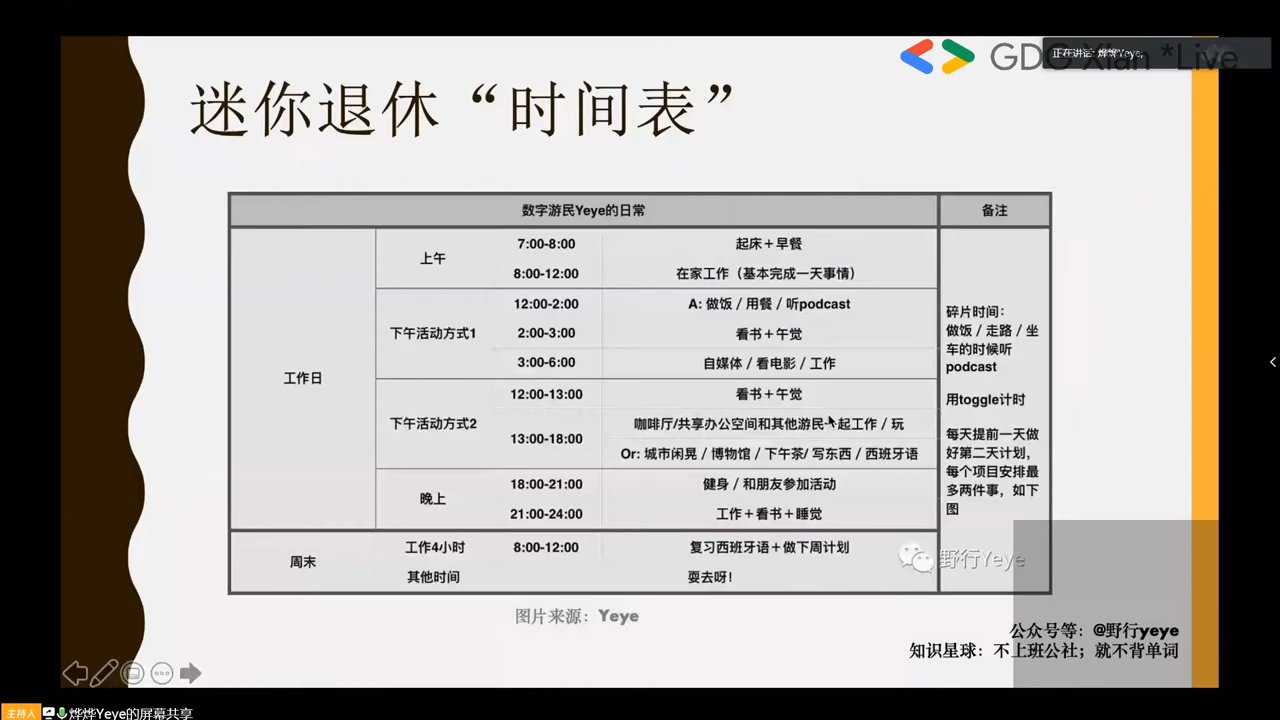 GDG Xian *Live
正在讲话: 烨烨Yeye;
迷你退休“时间表”
数字游民Yeye的日常
备注
工作日
上午
7:00-8:00
起床＋早餐
8:00-12:00
在家工作（基本完成一天事情）
下午活动方式1
12:00-2:00
A: 做饭 / 用餐 / 听podcast
2:00-3:00
看书＋午觉
3:00-6:00
自媒体 / 看电影 / 工作
下午活动方式2
12:00-13:00
看书＋午觉
13:00-18:00
咖啡厅/共享办公空间和其他游民一起工作 / 玩
Or: 城市闲晃 / 博物馆 / 下午茶/ 写东西 / 西班牙语
晚上
18:00-21:00
健身 / 和朋友参加活动
21:00-24:00
工作＋看书＋睡觉
周末
工作4小时
8:00-12:00
复习西班牙语＋做下周计划
其他时间
耍去呀！
碎片时间：
做饭 / 走路 / 坐
车的时候听
podcast
用toggle计时
每天提前一天做
好第二天计划，
每个项目安排最
多两件事，如下
图
野行Yeye
图片来源：Yeye
公众号等：@野行yeye
知识星球：不上班公社；就不背单词
主持人
烨烨Yeye的屏幕共享